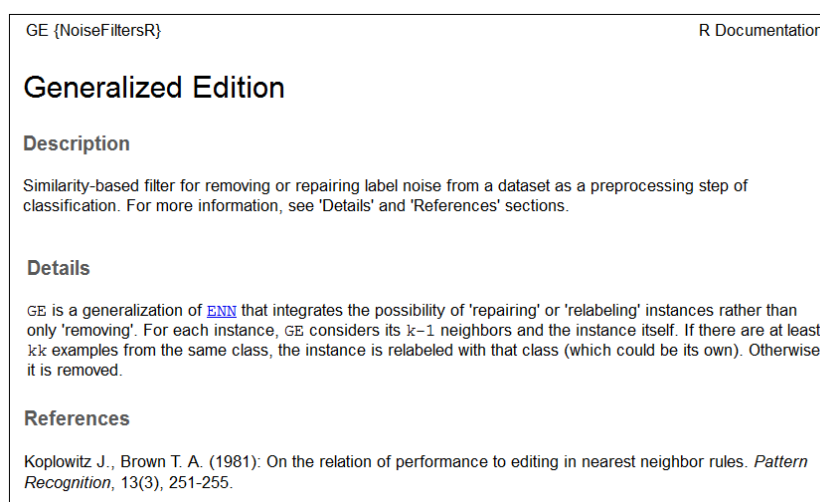 GE {NoiseFiltersR} R Documentation
Generalized Edition
Description
Similarity-based filter for removing or repairing label noise from a dataset as a preprocessing step of
classification. For more information, see 'Details' and 'References' sections.
Details
GE is a generalization of ENN that integrates the possibility of 'repairing' or 'relabeling' instances rather than
only 'removing'. For each instance, GE considers its k-1 neighbors and the instance itself. If there are at least
kk examples from the same class, the instance is relabeled with that class (which could be its own). Otherwise
it is removed.
References
Koplowitz J., Brown T. A. (1981): On the relation of performance to editing in nearest neighbor rules. Pattern
Recognition, 13(3), 251-255.